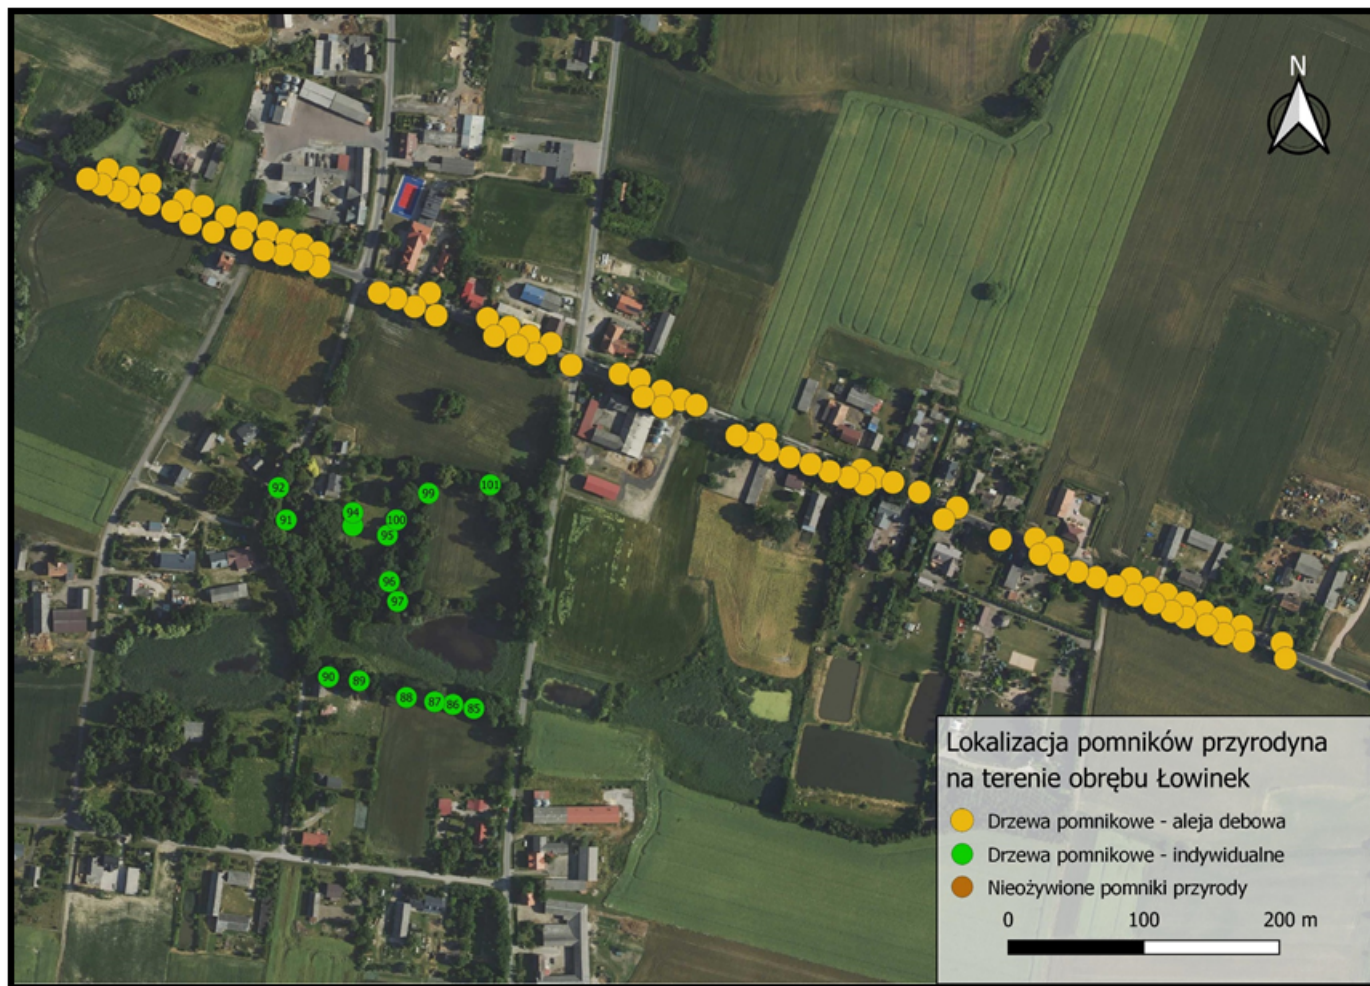 N
92
101
99
91
94
100
95
96
97
90
89
88
87
86
85
Lokalizacja pomników przyrodyna
na terenie obrębu Łowinek
Drzewa pomnikowe - aleja debowa
Drzewa pomnikowe - indywidualne
Nieożywione pomniki przyrody
0 100 200 m